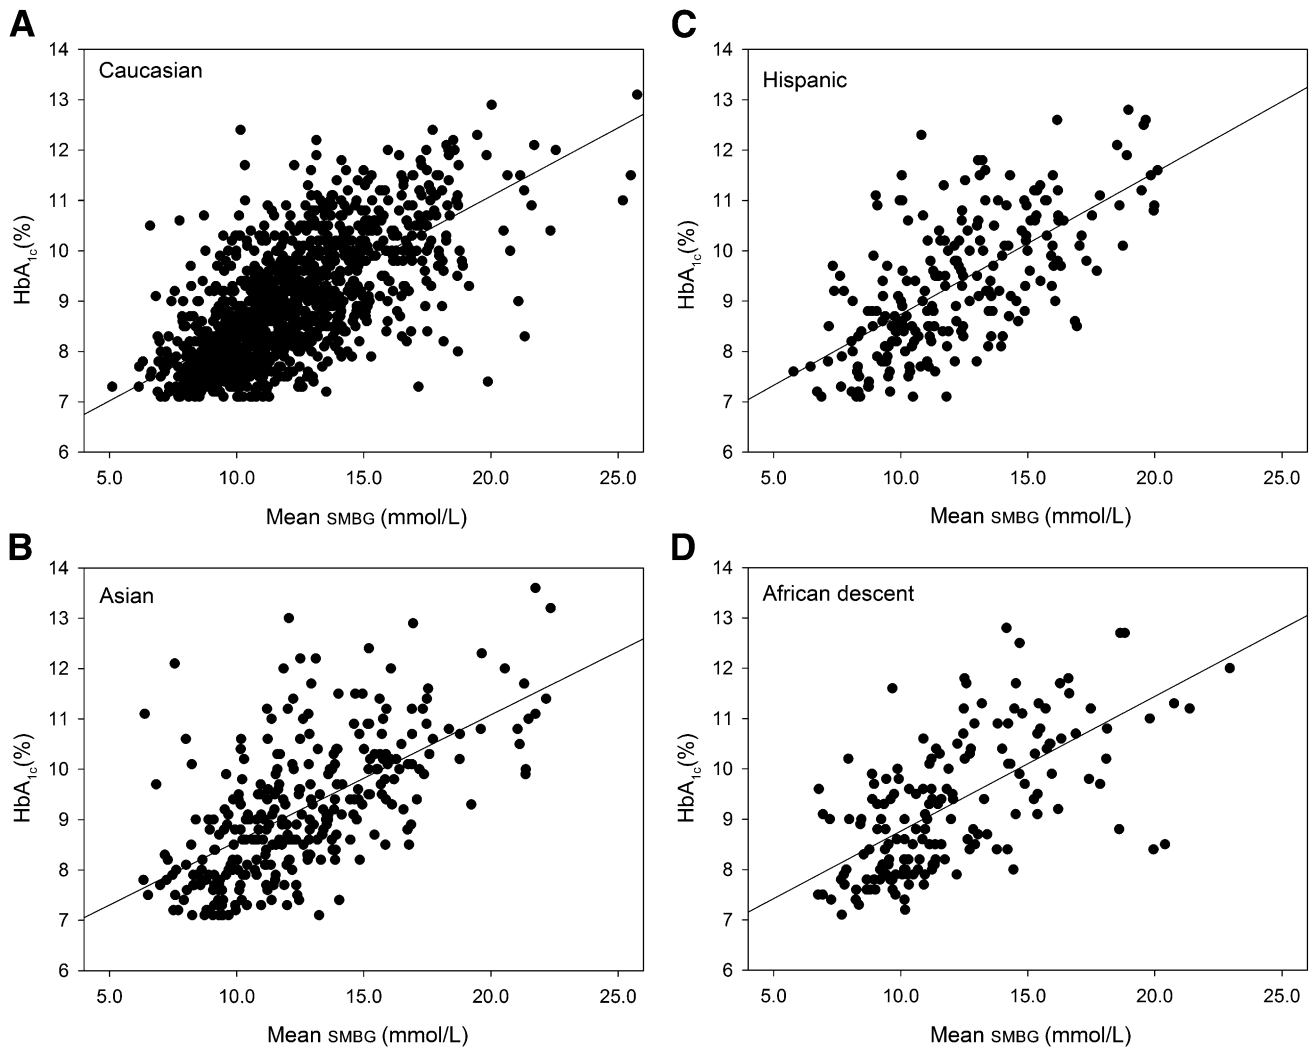 A
Caucasian
14
13
12
11
10
9
8
7
6
HbA1c(%)
5.0 10.0 15.0 20.0 25.0
Mean SMBG (mmol/L)
C
Hispanic
14
13
12
11
10
9
8
7
6
HbA1c(%)
5.0 10.0 15.0 20.0 25.0
Mean SMBG (mmol/L)
B
Asian
14
13
12
11
10
9
8
7
6
HbA1c(%)
5.0 10.0 15.0 20.0 25.0
Mean SMBG (mmol/L)
D
African descent
14
13
12
11
10
9
8
7
6
HbA1c(%)
5.0 10.0 15.0 20.0 25.0
Mean SMBG (mmol/L)